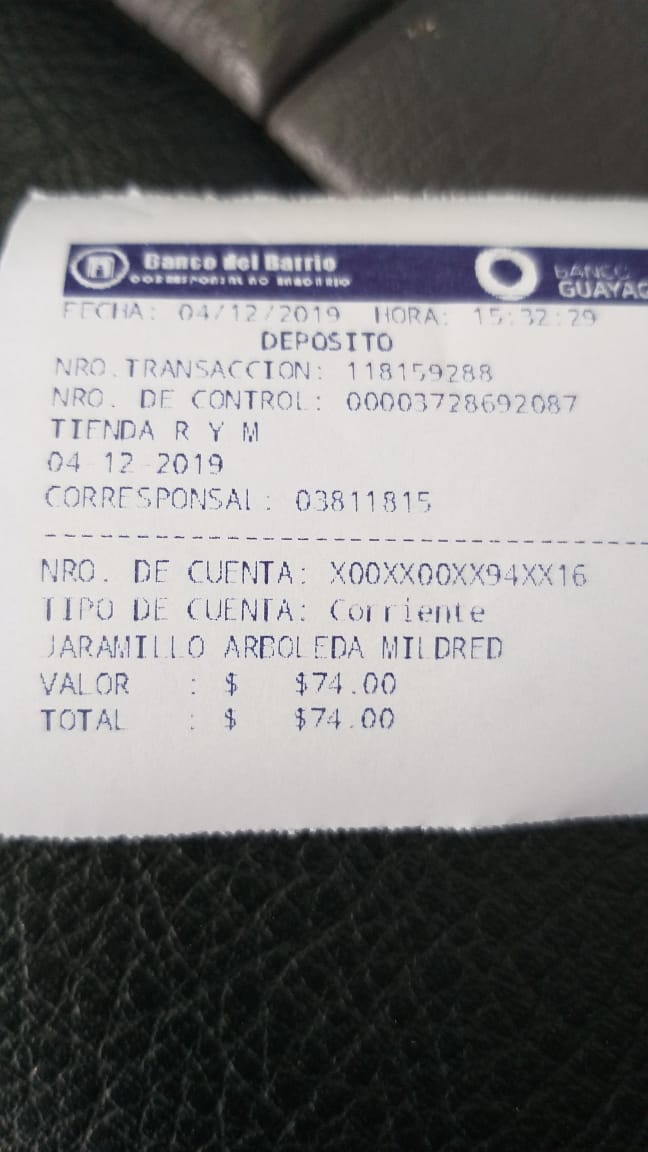 Banco del Barrio
CORRESPONSAL NO BANCARIO
BANCO
GUAYAQ
FECHA: 04/12/2019 HORA: 15:32:29
DEPOSITO
NRO.TRANSACCION: 118159288
NRO. DE CONTROL: 00003728692087
TIENDA R Y M
04-12-2019
CORRESPONSAL: 03811815
NRO. DE CUENTA: X00XX00XX94XX16
TIPO DE CUENTA: Corriente
JARAMILLO ARBOLEDA MILDRED
VALOR : $ $74.00
TOTAL : $ $74.00